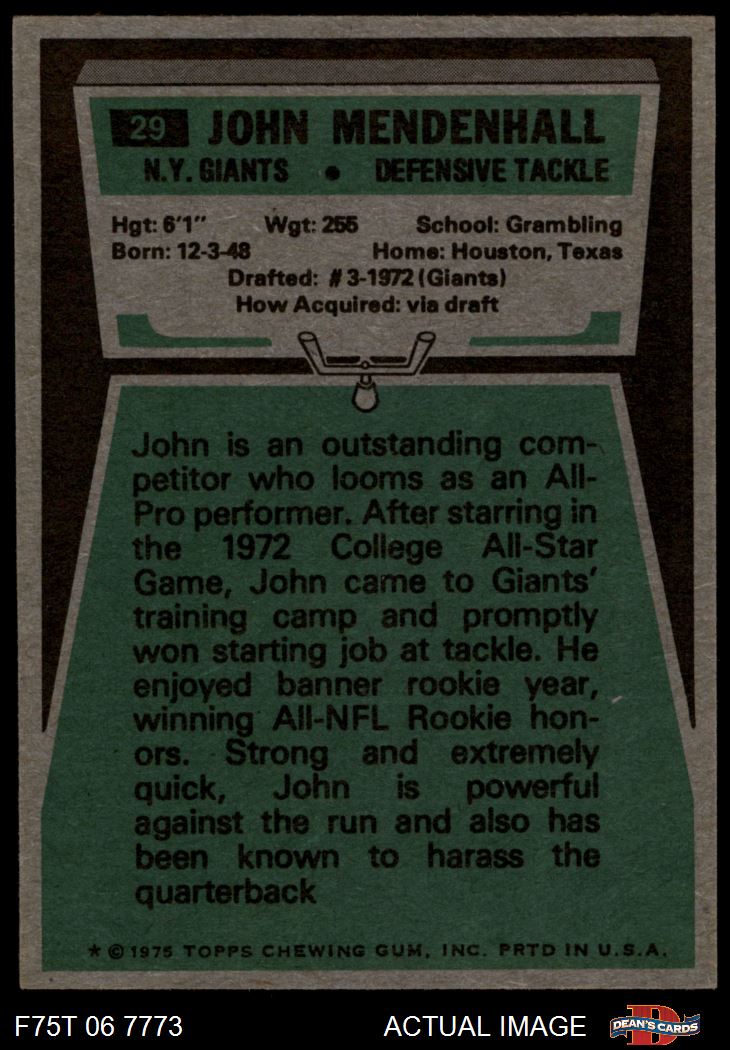 29 JOHN MENDENHALL
N.Y. GIANTS • DEFENSIVE TACKLE
Hgt: 6'1" Wgt: 255 School: Grambling
Born: 12-3-48 Home: Houston, Texas
Drafted: #3-1972 (Giants)
How Acquired: via draft
John is an outstanding com-
petitor who looms as an All-
Pro performer. After starring in
the 1972 College All-Star
Game, John came to Giants'
training camp and promptly
won starting job at tackle. He
enjoyed banner rookie year,
winning All-NFL Rookie hon-
ors. Strong and extremely
quick, John is powerful
against the run and also has
been known to harass the
quarterback
* © 1975 TOPPS CHEWING GUM, INC. PRTD IN U.S.A.
F75T 06 7773 ACTUAL IMAGE D DEAN'S CARDS